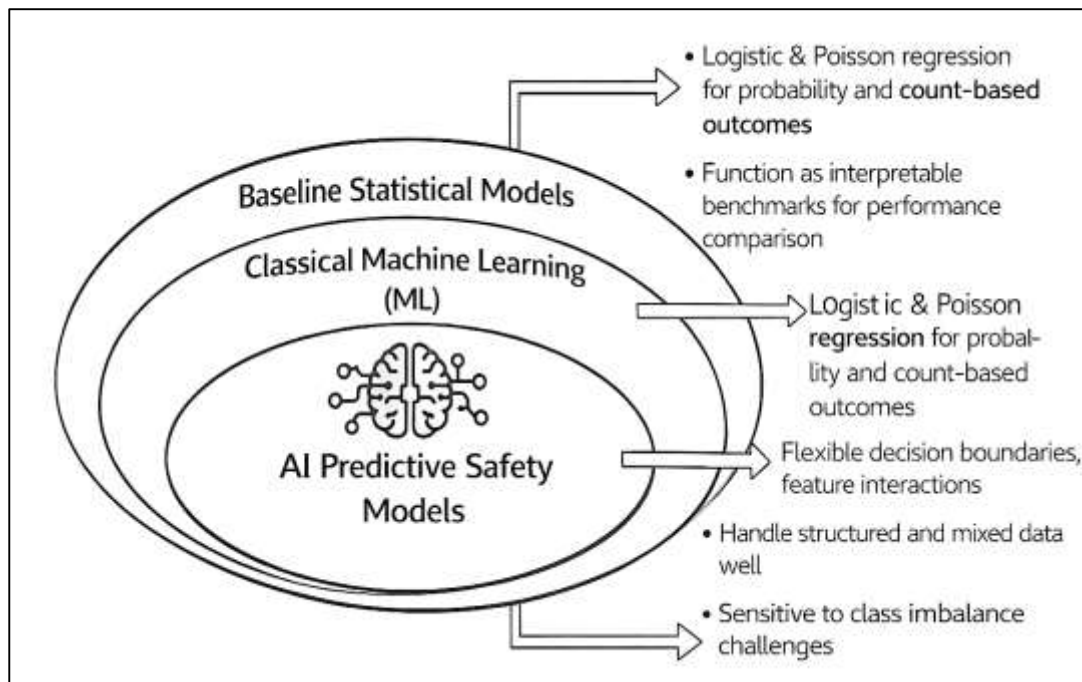 • Logistic & Poisson regression
for probability and count-based
outcomes
• Function as interpretable
benchmarks for performance
comparison
Baseline Statistical Models
Classical Machine Learning
(ML)
AI Predictive Safety
Models
L0gist ic & Poisson
regression for probal-
lity and count-based
outcomes
Flexible decision boundaries,
feature interactions
• Handle structured and mixed data
well
• Sensitive to class imbalance
challenges